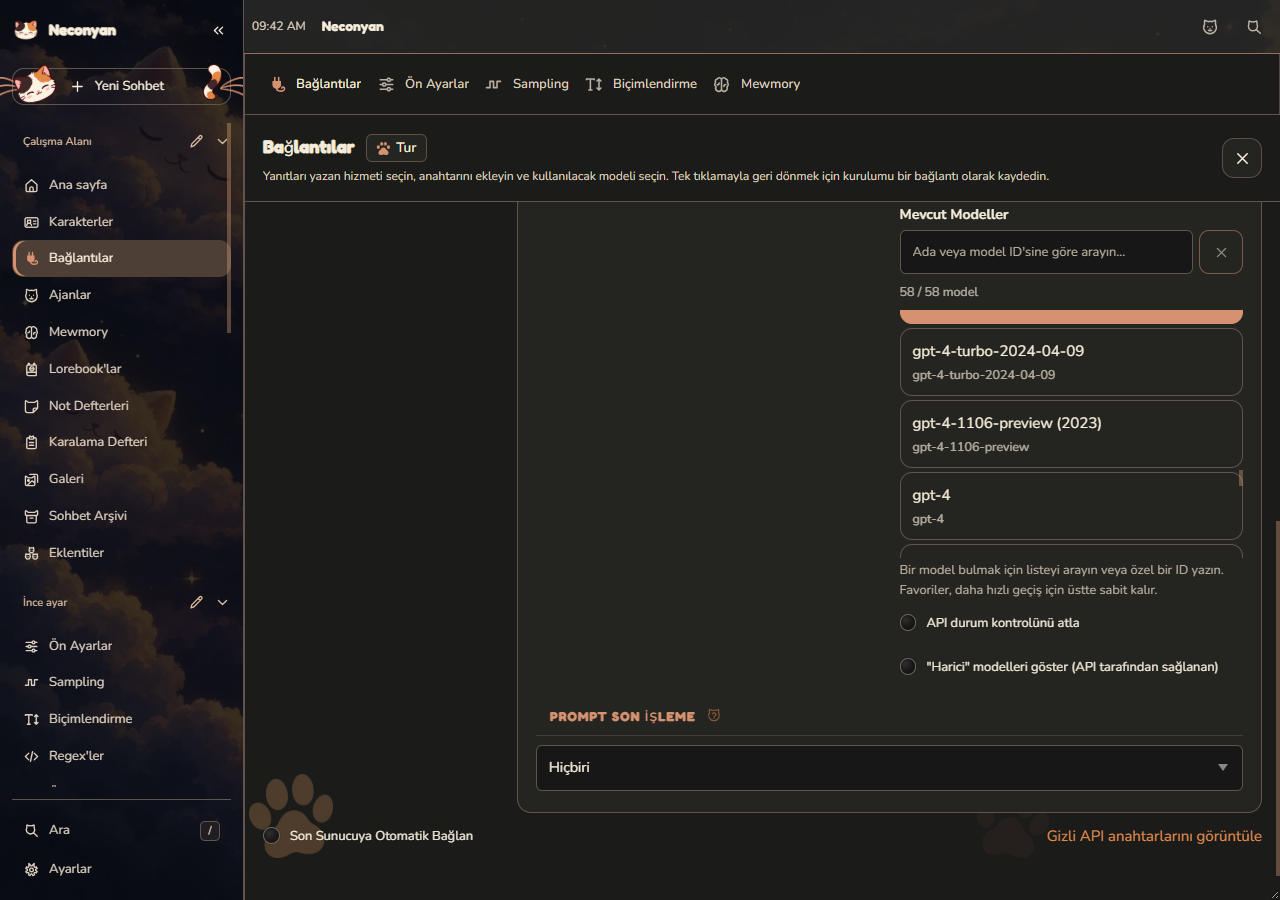 Neconyan
«
09:42 AM
Neconyan
+ Yeni Sohbet
Bağlantılar
Ön Ayarlar
Sampling
Biçimlendirme
Mewmory
Çalışma Alanı
Ana sayfa
Karakterler
Bağlantılar
Ajanlar
Mewmory
Lorebook'lar
Not Defterleri
Karalama Defteri
Galeri
Sohbet Arşivi
Eklentiler
İnce ayar
Ön Ayarlar
Sampling
Biçimlendirme
Regex'ler
Ara
/
Ayarlar
Bağlantılar
Tur
Yanıtları yazan hizmeti seçin, anahtarını ekleyin ve kullanılacak modeli seçin. Tek tıklamayla geri dönmek için kurulumu bir bağlantı olarak kaydedin.
Mevcut Modeller
Ada veya model ID'sine göre arayın...
58 / 58 model
gpt-4-turbo-2024-04-09
gpt-4-turbo-2024-04-09
gpt-4-1106-preview (2023)
gpt-4-1106-preview
gpt-4
gpt-4
Bir model bulmak için listeyi arayın veya özel bir ID yazın.
Favoriler, daha hızlı geçiş için üstte sabit kalır.
API durum kontrolünü atla
"Harici" modelleri göster (API tarafından sağlanan)
PROMPT SON İŞLEME
Hiçbiri
Son Sunucuya Otomatik Bağlan
Gizli API anahtarlarını görüntüle